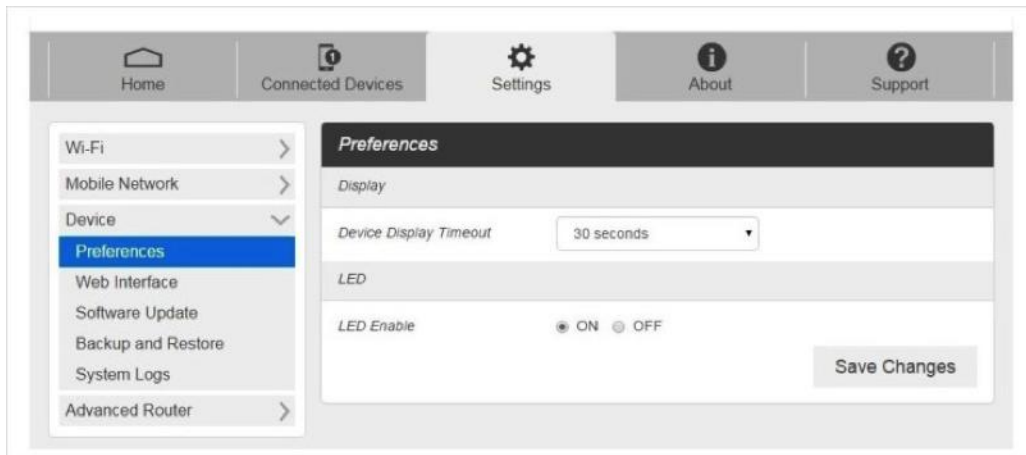 1
Home
Connected Devices
Settings
About
Support
Wi-Fi
Mobile Network
Device
Preferences
Web Interface
Software Update
Backup and Restore
System Logs
Advanced Router
Preferences
Display
Device Display Timeout 30 seconds
LED
LED Enable ON OFF
Save Changes